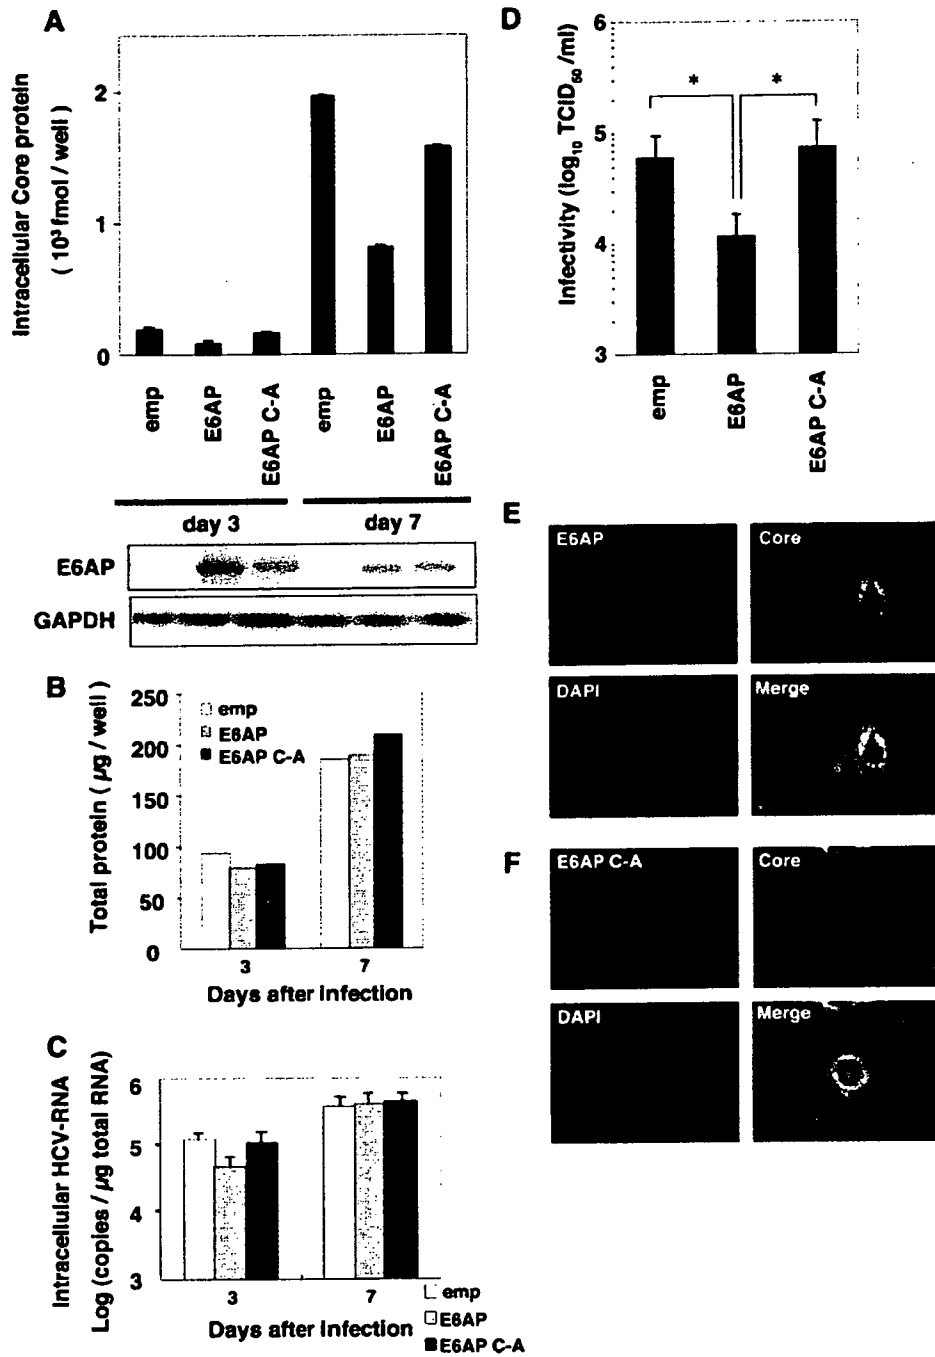 A
Intracellular Core protein
( 10³ fmol / well )
2
1
0
emp
E6AP
E6AP C-A
emp
E6AP
E6AP C-A
day 3
day 7
E6AP
GAPDH
B
Total protein ( µg / well )
250
200
150
100
50
0
emp
E6AP
E6AP C-A
3
7
Days after infection
C
Intracellular HCV-RNA
Log (copies / µg total RNA)
6
5
4
3
3
7
Days after infection
emp
E6AP
E6AP C-A
D
Infectivity (log₁₀ TCID₅₀ /ml)
6
5
4
3
*
*
emp
E6AP
E6AP C-A
E
E6AP
Core
DAPI
Merge
F
E6AP C-A
Core
DAPI
Merge